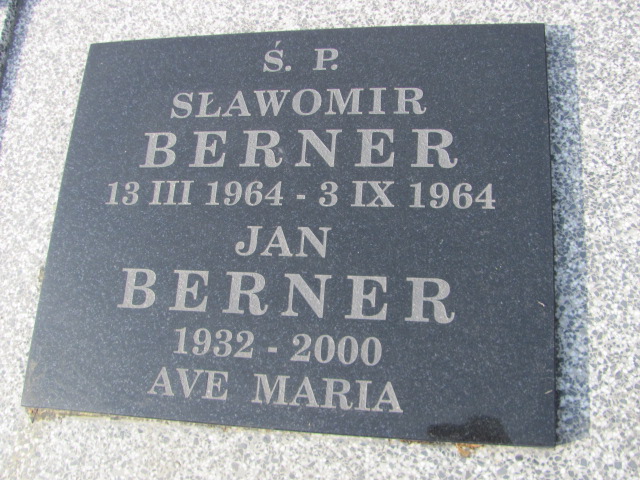 Ś. P.
SŁAWOMIR
BERNER
13 III 1964 - 3 IX 1964
JAN
BERNER
1932 - 2000
AVE MARIA